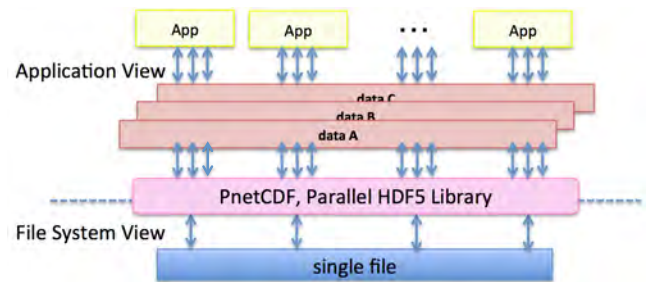 App App ... App
Application View
data C
data B
data A
PnetCDF, Parallel HDF5 Library
File System View
single file